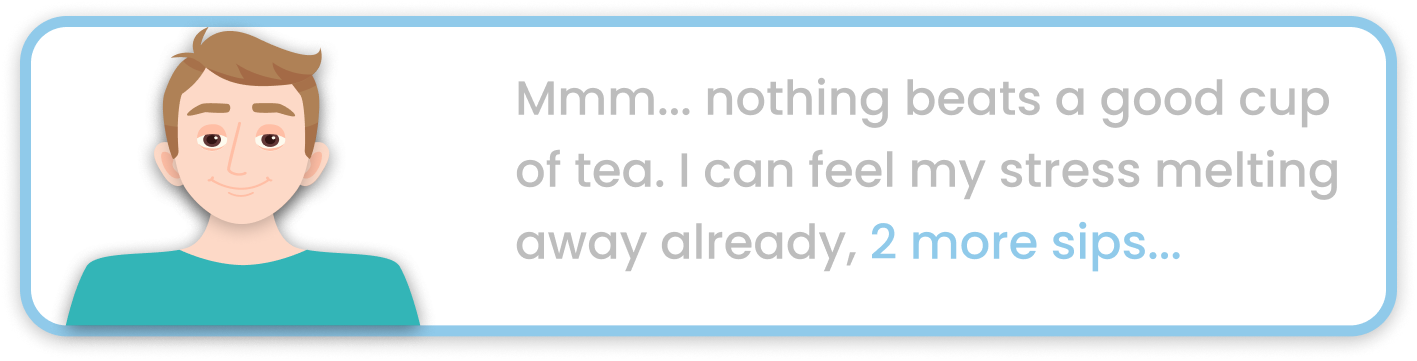 Mmm... nothing beats a good cup
of tea. I can feel my stress melting
away already, 2 more sips...